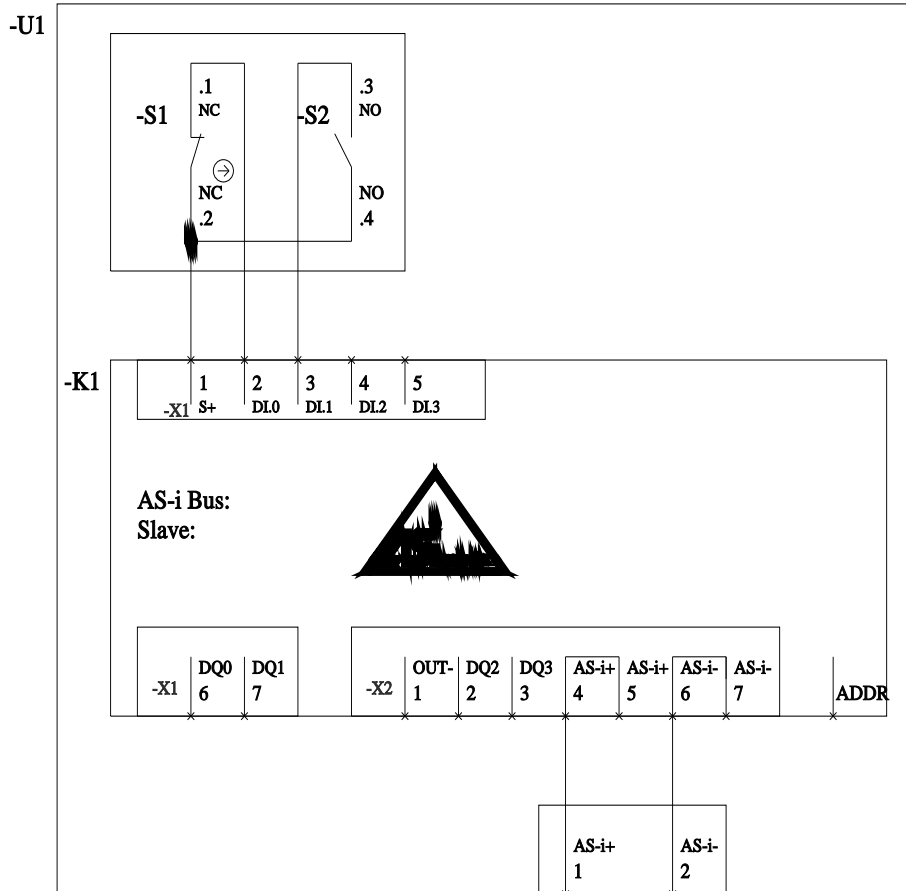 -U1
.1
.3
-S1
NC
-S2
NO
NC
NO
.2
.4
-K1
1
2
3
4
5
-X1
S+
DI.0
DI.1
DI.2
DI.3
AS-i Bus:
Slave:
DQ0
DQ1
OUT-
DQ2
DQ3
AS-i+
AS-i+
AS-i-
AS-i-
-X1
6
7
-X2
1
2
3
4
5
6
7
ADDR
AS-i+
AS-i-
1
2